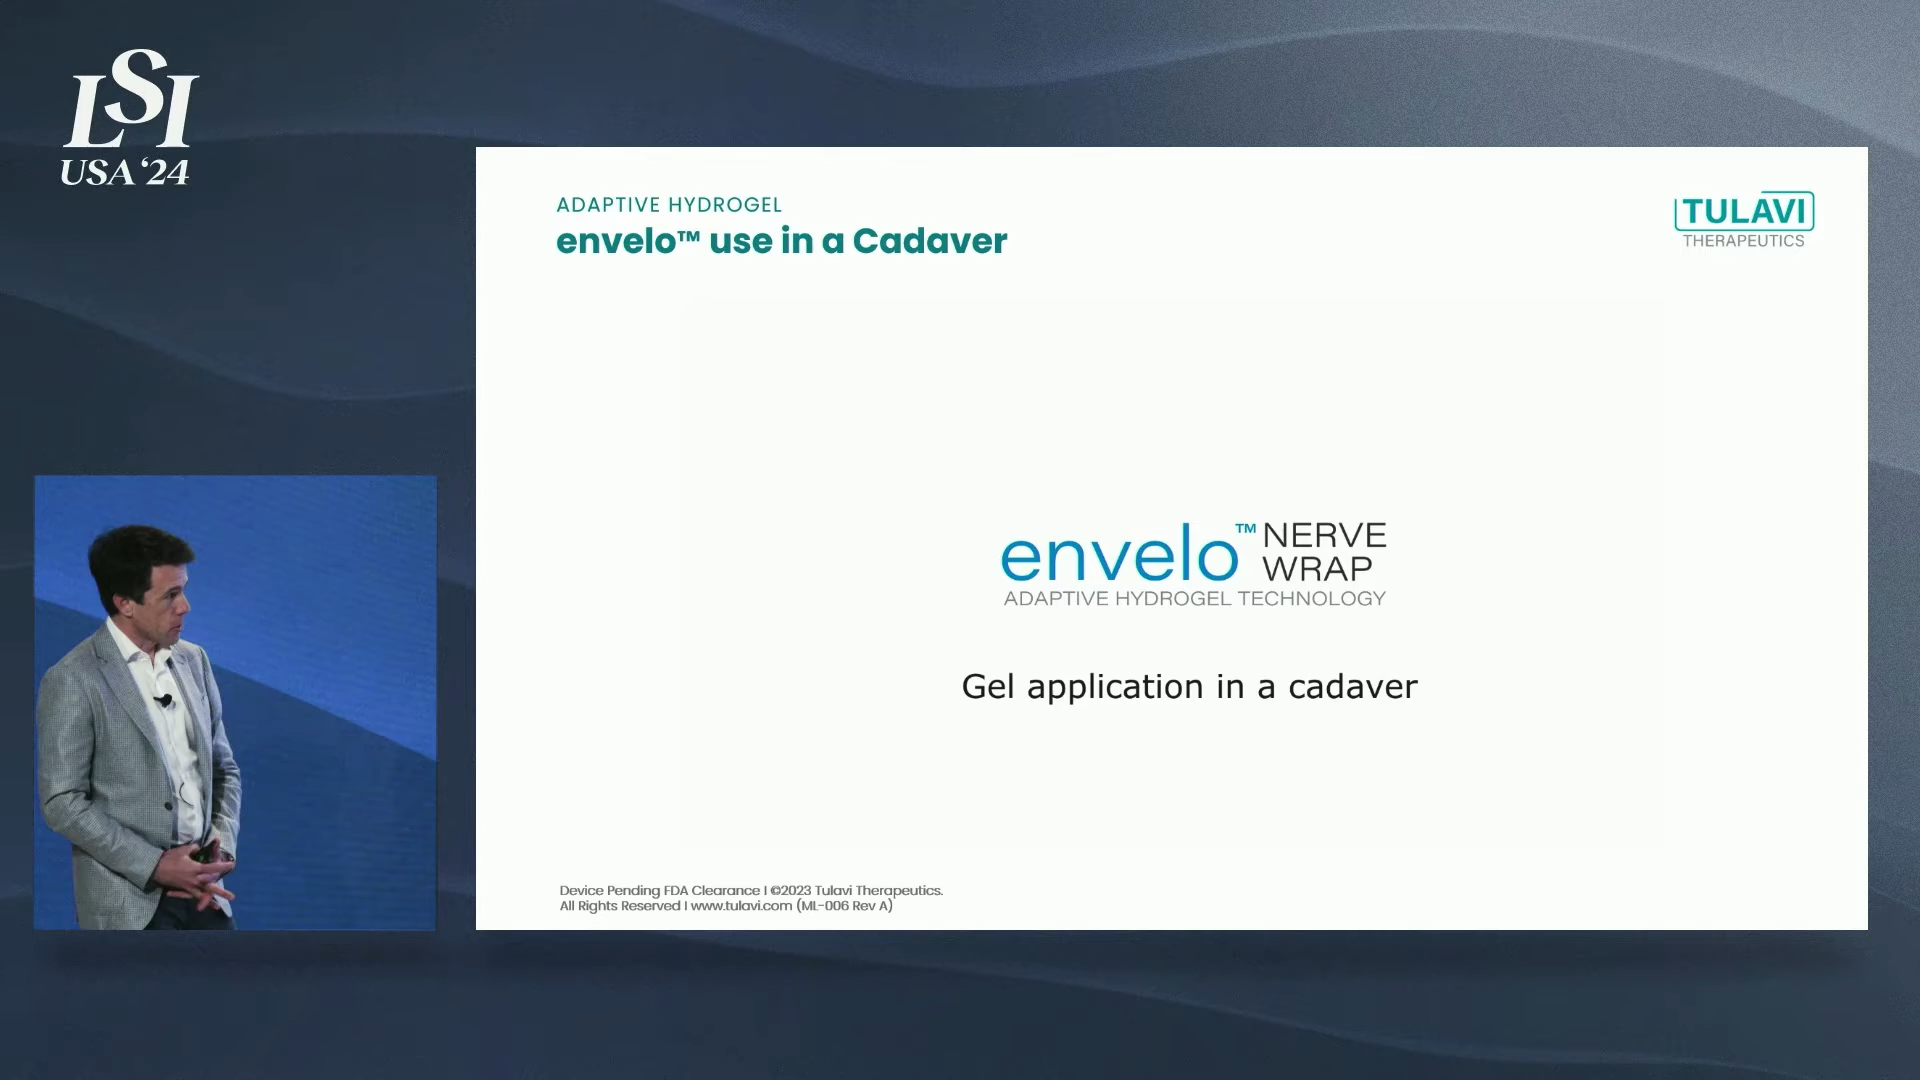 LSI
USA '24
ADAPTIVE HYDROGEL
envelo™ use in a Cadaver
TULAVI
THERAPEUTICS
envelo™ NERVE
WRAP
ADAPTIVE HYDROGEL TECHNOLOGY
Gel application in a cadaver
Device Pending FDA Clearance I ©2023 Tulavi Therapeutics.
All Rights Reserved I www.tulavi.com (ML-006 Rev A)